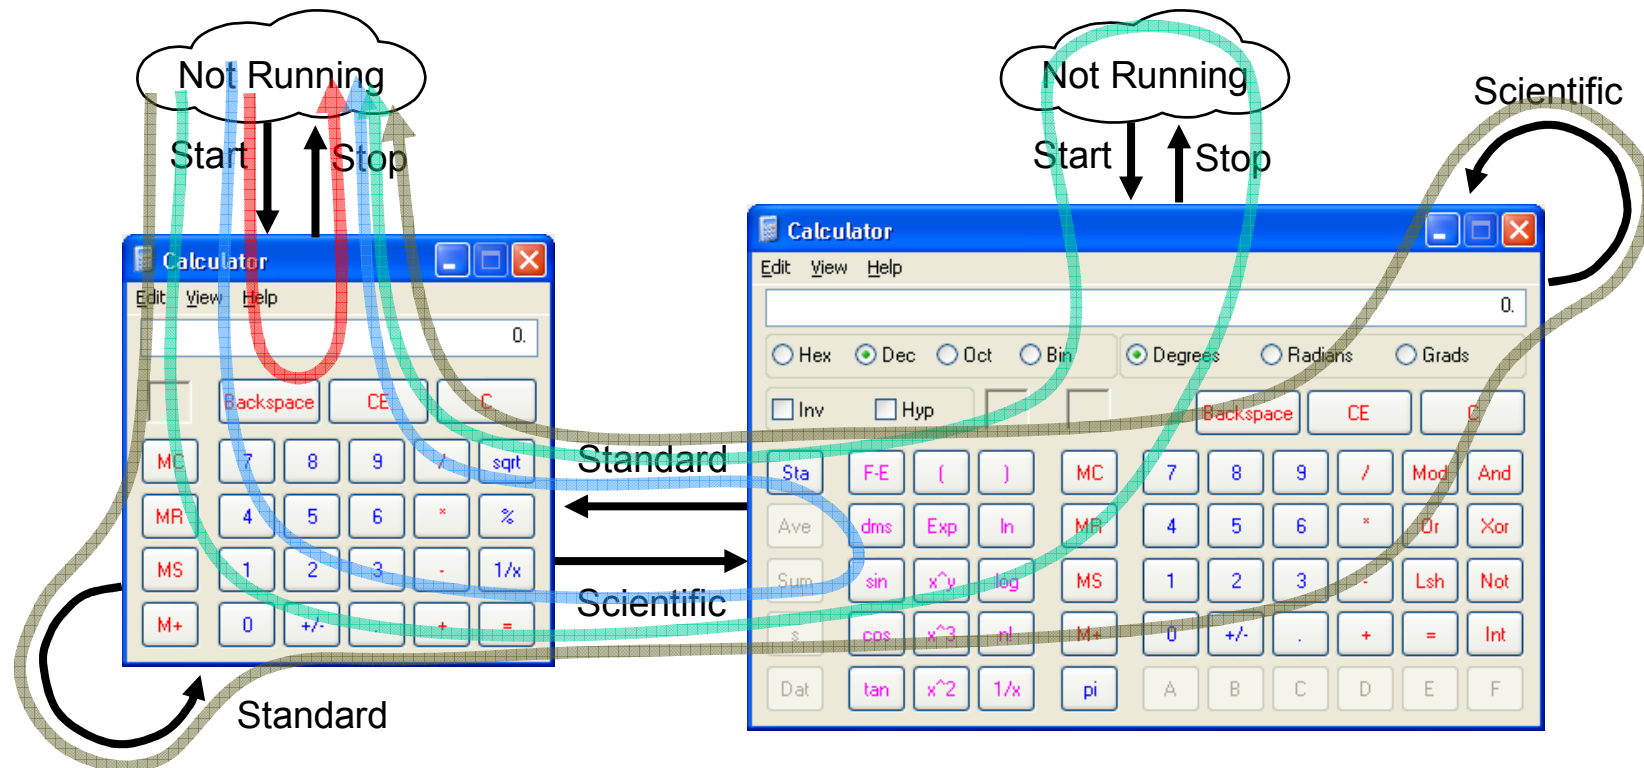 Not Running
Not Running
Scientific
Start
Stop
Start
Stop
Calculator
Edit View Help
0.
Backspace CE C
MC 7 8 9 / sqrt
MR 4 5 6 * %
MS 1 2 3 - 1/x
M+ 0 +/- . + =
Standard
Standard
Scientific
Calculator
Edit View Help
0.
Hex Dec Oct Bin Degrees Radians Grads
Inv Hyp Backspace CE C
Sta F-E ( ) MC 7 8 9 / Mod And
Ave dms Exp ln MR 4 5 6 * Or Xor
Sum sin x^y log MS 1 2 3 - Lsh Not
s cos x^3 n! M+ 0 +/- . + = Int
Dat tan x^2 1/x pi A B C D E F